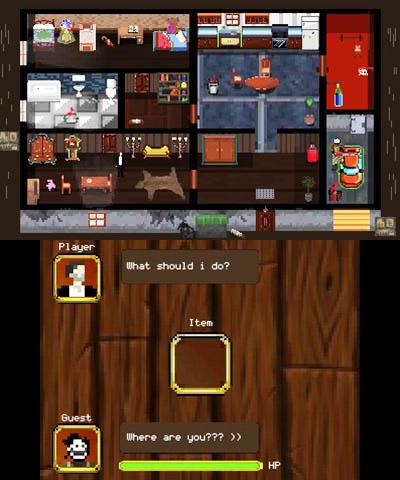 Player
What should i do?
Item
Guest
Where are you??? ))
HP